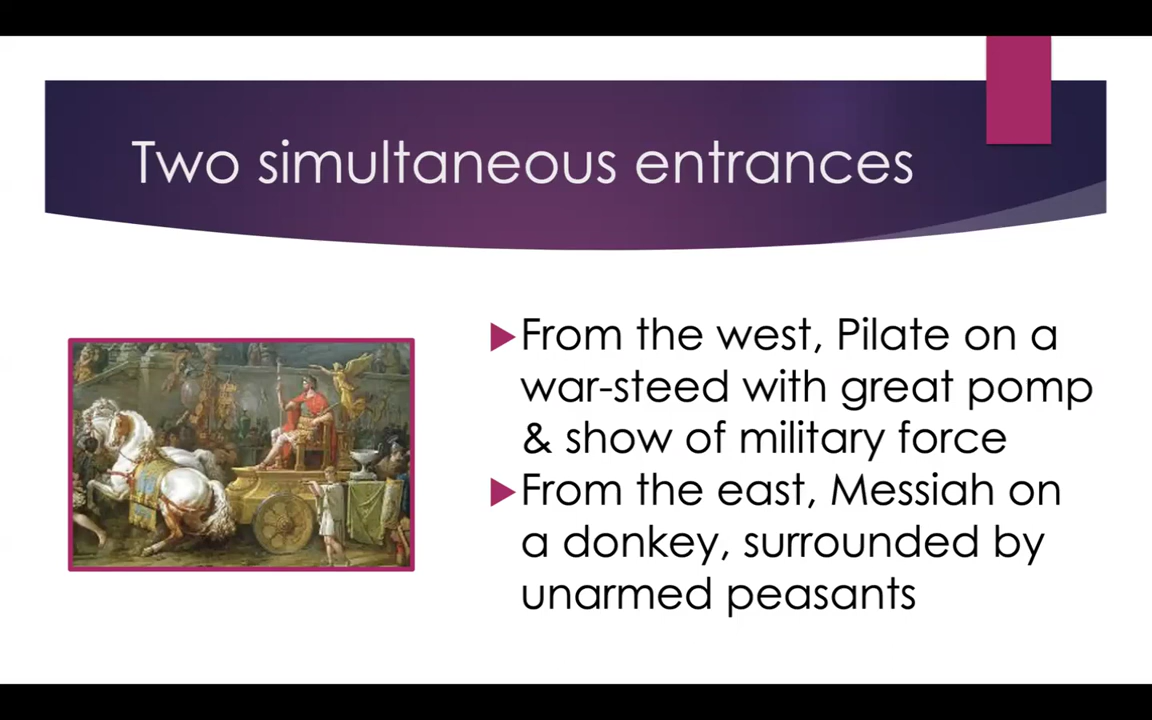 Two simultaneous entrances
From the west, Pilate on a
war-steed with great pomp
& show of military force
From the east, Messiah on
a donkey, surrounded by
unarmed peasants